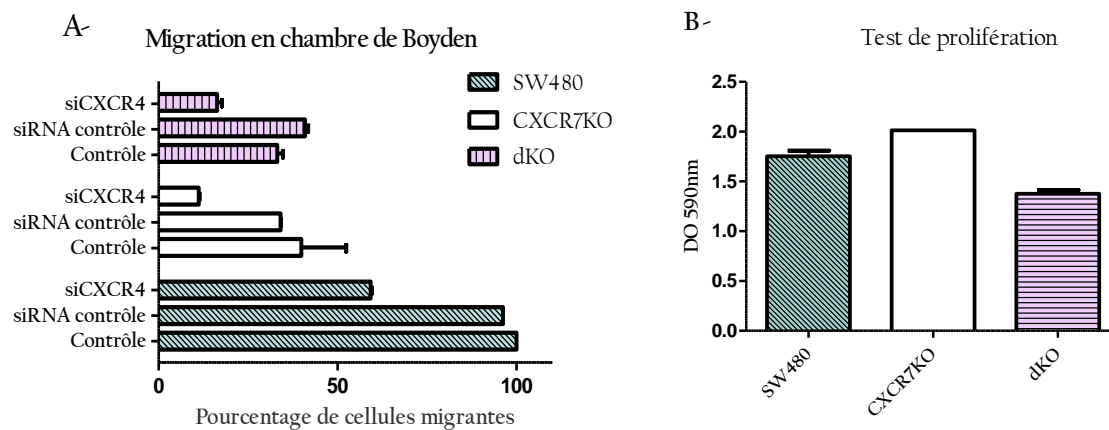 A-
Migration en chambre de Boyden
SW480
CXCR7KO
dKO
siCXCR4
siRNA contrôle
Contrôle
siCXCR4
siRNA contrôle
Contrôle
siCXCR4
siRNA contrôle
Contrôle
0 50 100
Pourcentage de cellules migrantes
B-
Test de prolifération
DO 590nm
2.5
2.0
1.5
1.0
0.5
0.0
SW480
CXCR7KO
dKO